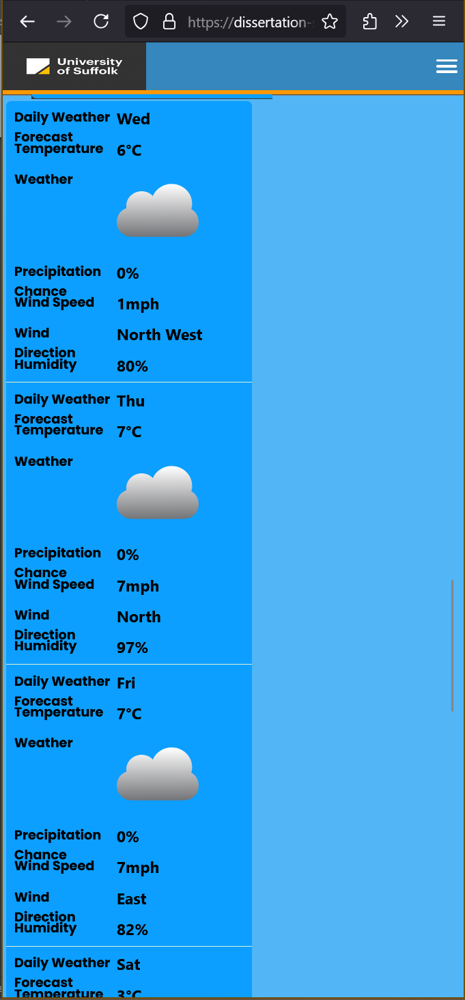 https://dissertation-
University
of Suffolk
Daily Weather Wed
Forecast
Temperature 6°C
Weather
Precipitation 0%
Chance
Wind Speed 1mph
Wind North West
Direction
Humidity 80%
Daily Weather Thu
Forecast
Temperature 7°C
Weather
Precipitation 0%
Chance
Wind Speed 7mph
Wind North
Direction
Humidity 97%
Daily Weather Fri
Forecast
Temperature 7°C
Weather
Precipitation 0%
Chance
Wind Speed 7mph
Wind East
Direction
Humidity 82%
Daily Weather Sat
Forecast
Temperature 3°C